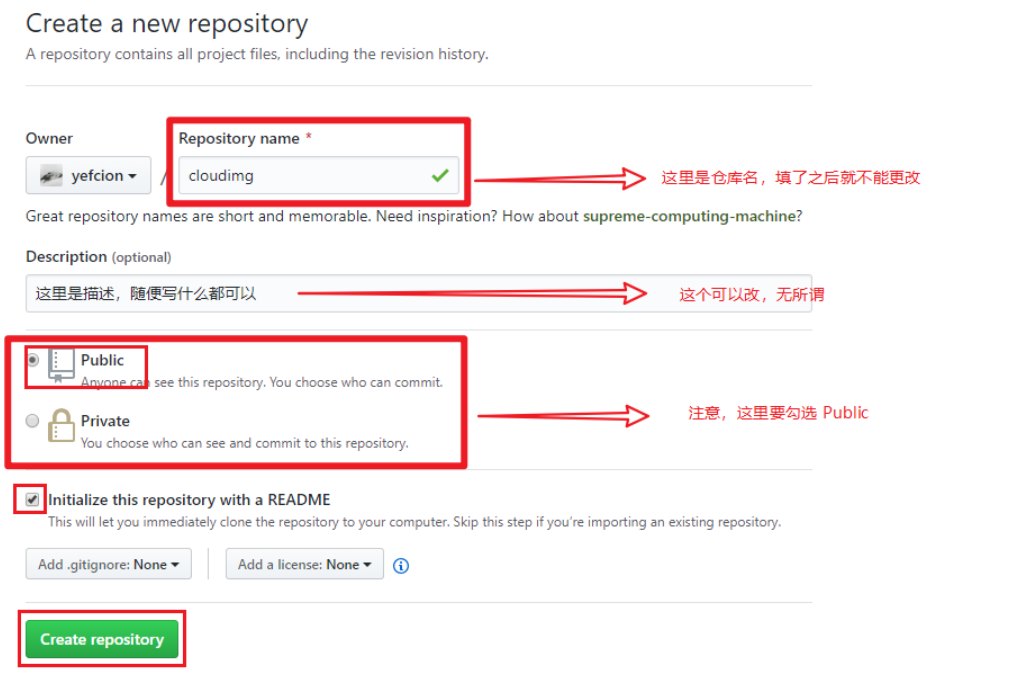 Create a new repository
A repository contains all project files, including the revision history.
Owner
Repository name *
yefcion
/
cloudimg
这里是仓库名，填了之后就不能更改
Great repository names are short and memorable. Need inspiration? How about supreme-computing-machine?
Description (optional)
这里是描述，随便写什么都可以
这个可以改，无所谓
Public
Anyone can see this repository. You choose who can commit.
Private
You choose who can see and commit to this repository.
注意，这里要勾选 Public
Initialize this repository with a README
This will let you immediately clone the repository to your computer. Skip this step if you're importing an existing repository.
Add .gitignore: None
Add a license: None
Create repository